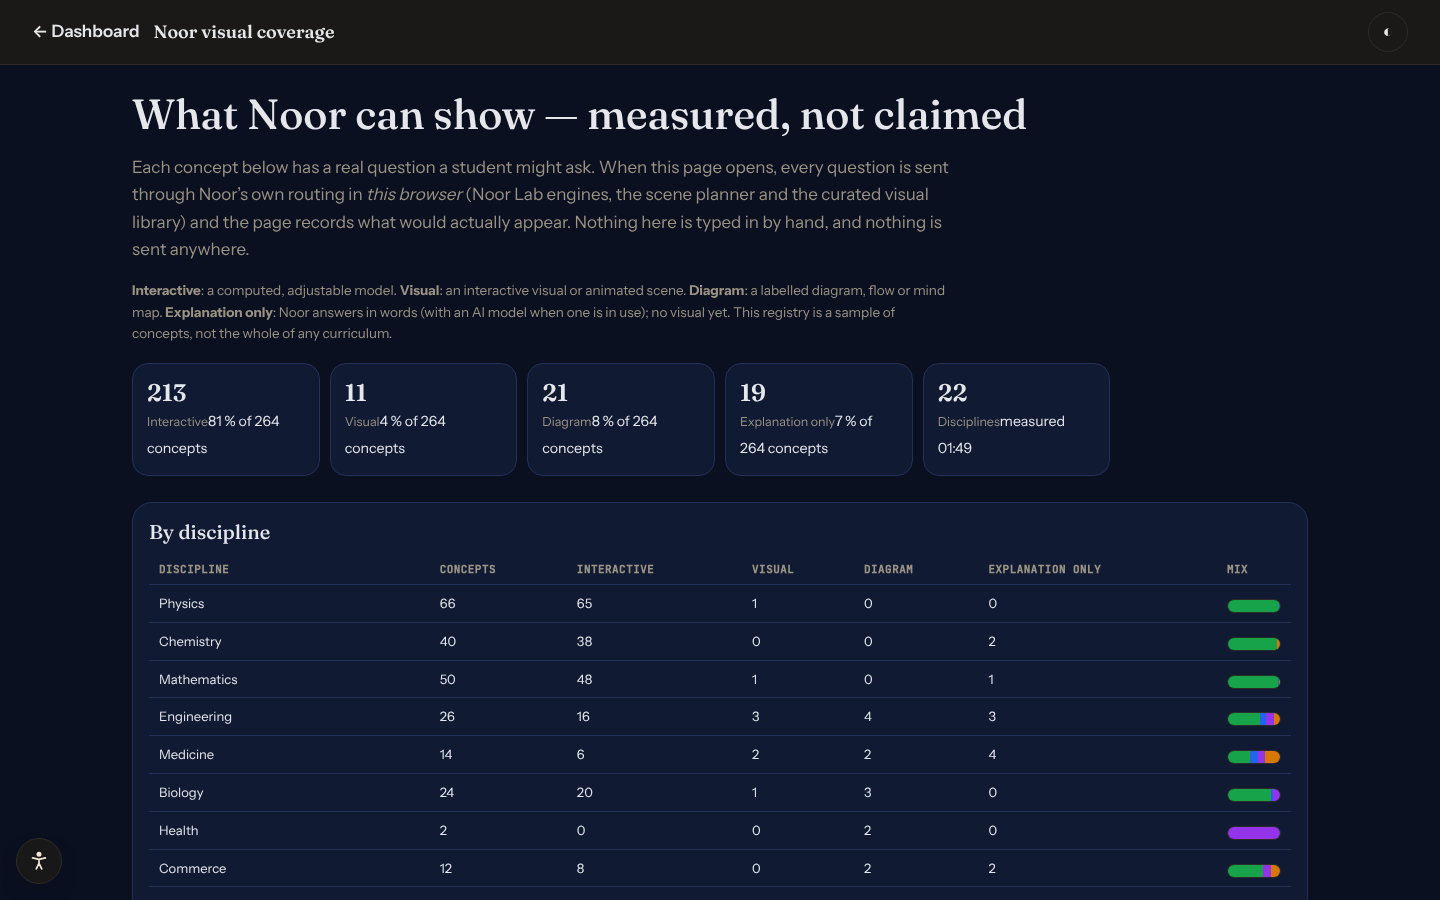 ← Dashboard Noor visual coverage
What Noor can show — measured, not claimed
Each concept below has a real question a student might ask. When this page opens, every question is sent
through Noor’s own routing in this browser (Noor Lab engines, the scene planner and the curated visual
library) and the page records what would actually appear. Nothing here is typed in by hand, and nothing is
sent anywhere.
Interactive: a computed, adjustable model. Visual: an interactive visual or animated scene. Diagram: a labelled diagram, flow or mind
map. Explanation only: Noor answers in words (with an AI model when one is in use); no visual yet. This registry is a sample of
concepts, not the whole of any curriculum.
213
Interactive81 % of 264
concepts
11
Visual4 % of 264
concepts
21
Diagram8 % of 264
concepts
19
Explanation only7 % of
264 concepts
22
Disciplinesmeasured
01:49
By discipline
DISCIPLINE CONCEPTS INTERACTIVE VISUAL DIAGRAM EXPLANATION ONLY MIX
Physics 66 65 1 0 0
Chemistry 40 38 0 0 2
Mathematics 50 48 1 0 1
Engineering 26 16 3 4 3
Medicine 14 6 2 2 4
Biology 24 20 1 3 0
Health 2 0 0 2 0
Commerce 12 8 0 2 2